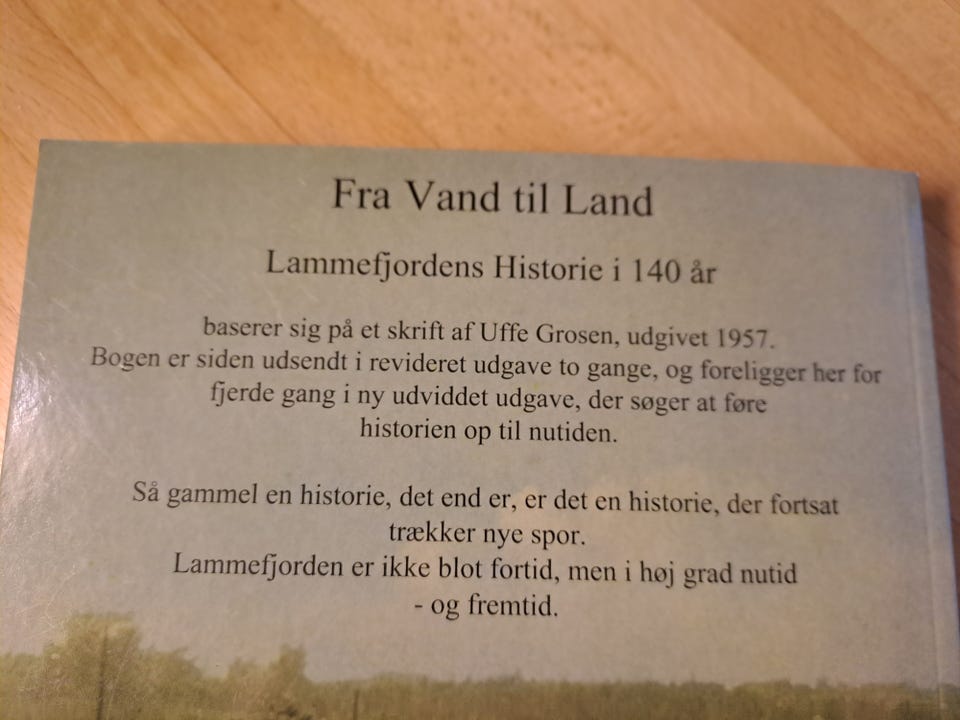 Fra Vand til Land
Lammefjordens Historie i 140 år
baserer sig på et skrift af Uffe Grosen, udgivet 1957.
Bogen er siden udsendt i revideret udgave to gange, og foreligger her for
fjerde gang i ny udviddet udgave, der søger at føre
historien op til nutiden.
Så gammel en historie, det end er, er det en historie, der fortsat
trækker nye spor.
Lammefjorden er ikke blot fortid, men i høj grad nutid
- og fremtid.